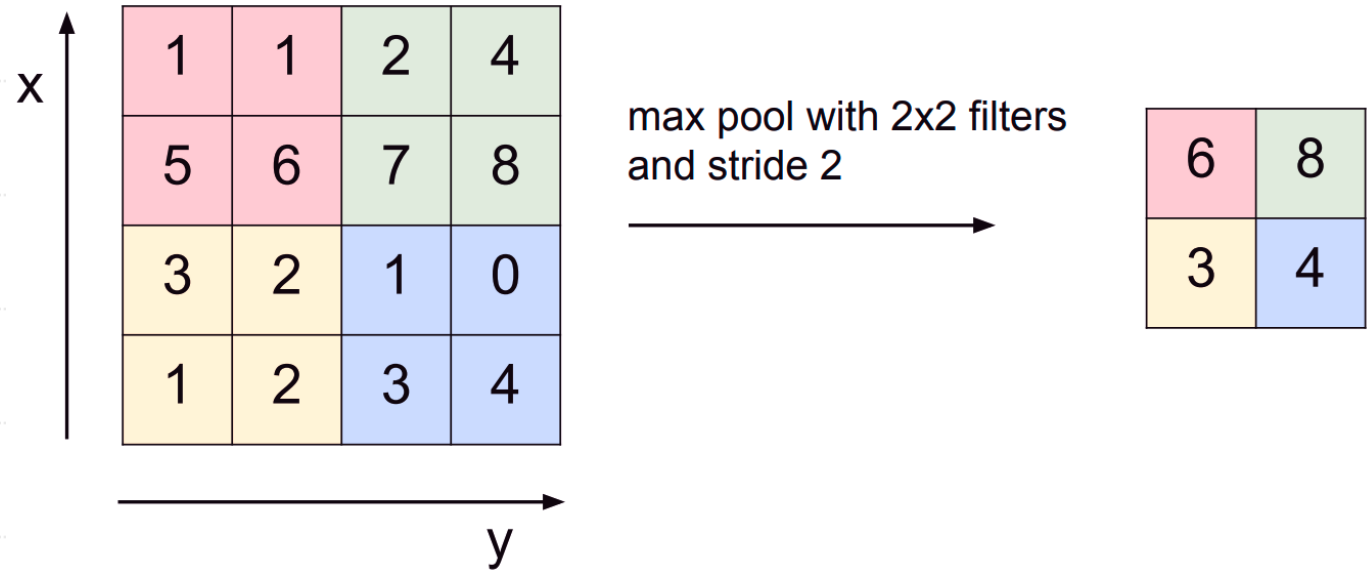 x
1 1 2 4
5 6 7 8
3 2 1 0
1 2 3 4
y
max pool with 2x2 filters
and stride 2
6 8
3 4